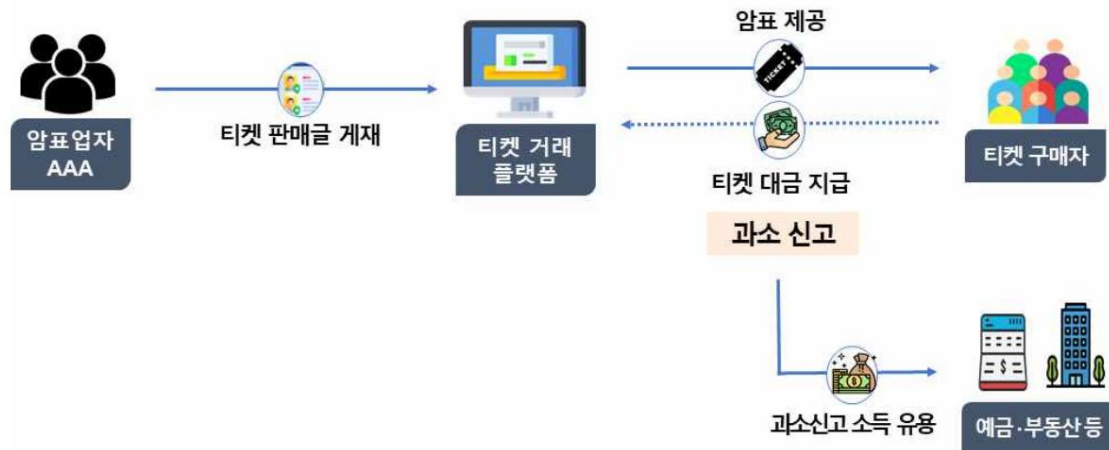 암표 제공
TICKET
암표업자
AAA
티켓 판매글 게재
티켓 거래
플랫폼
티켓 구매자
티켓 대금 지급
과소 신고
과소신고 소득 유용
예금·부동산 등